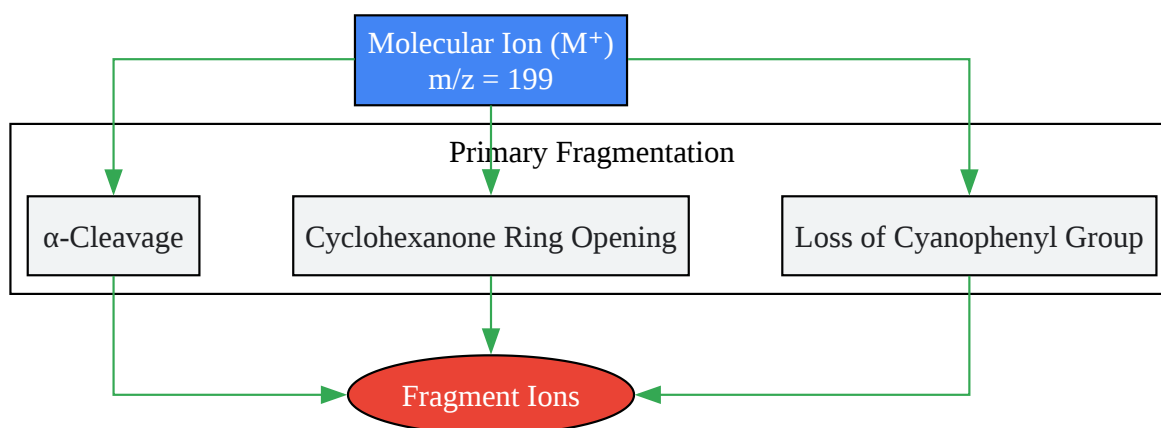 Molecular Ion (M⁺)
m/z = 199
Primary Fragmentation
α-Cleavage
Cyclohexanone Ring Opening
Loss of Cyanophenyl Group
Fragment Ions